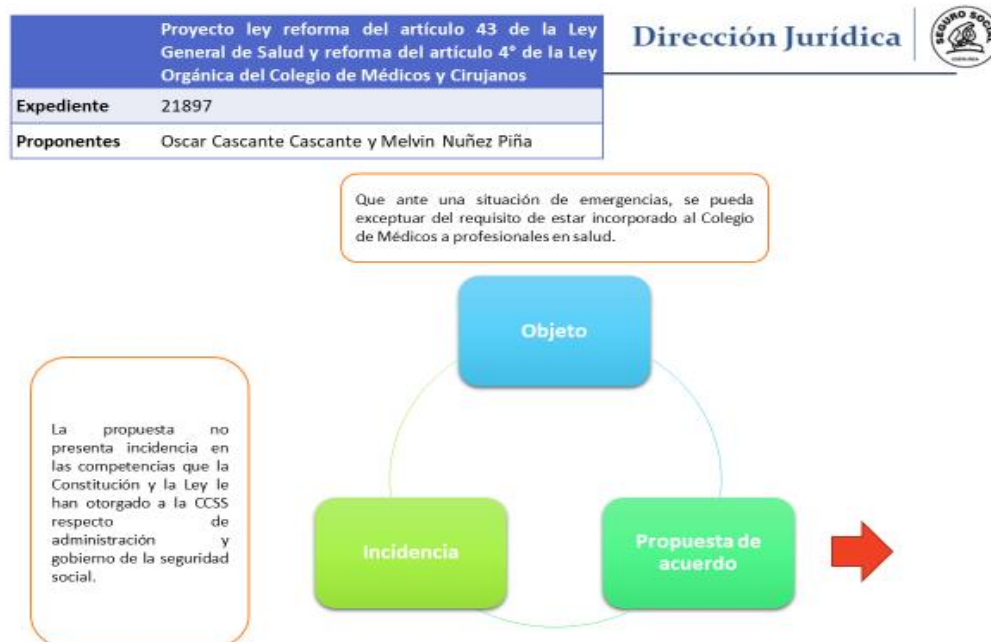 Proyecto ley reforma del artículo 43 de la Ley
General de Salud y reforma del artículo 4° de la Ley
Orgánica del Colegio de Médicos y Cirujanos
Expediente 21897
Proponentes Oscar Cascante Cascante y Melvin Nuñez Piña
Dirección Jurídica
SEGURO SOCIAL
COSTA RICA
Que ante una situación de emergencias, se pueda
exceptuar del requisito de estar incorporado al Colegio
de Médicos a profesionales en salud.
Objeto
La propuesta no
presenta incidencia en
las competencias que la
Constitución y la Ley le
han otorgado a la CCSS
respecto de
administración y
gobierno de la seguridad
social.
Incidencia
Propuesta de
acuerdo